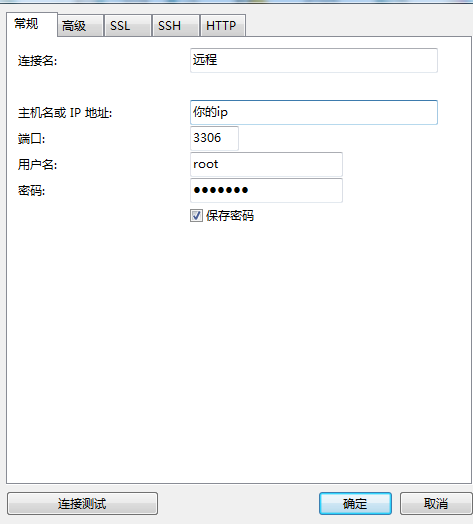 常规 高级 SSL SSH HTTP
连接名: 远程
主机名或 IP 地址: 你的ip
端口: 3306
用户名: root
密码: ●●●●●●●
保存密码
连接测试 确定 取消